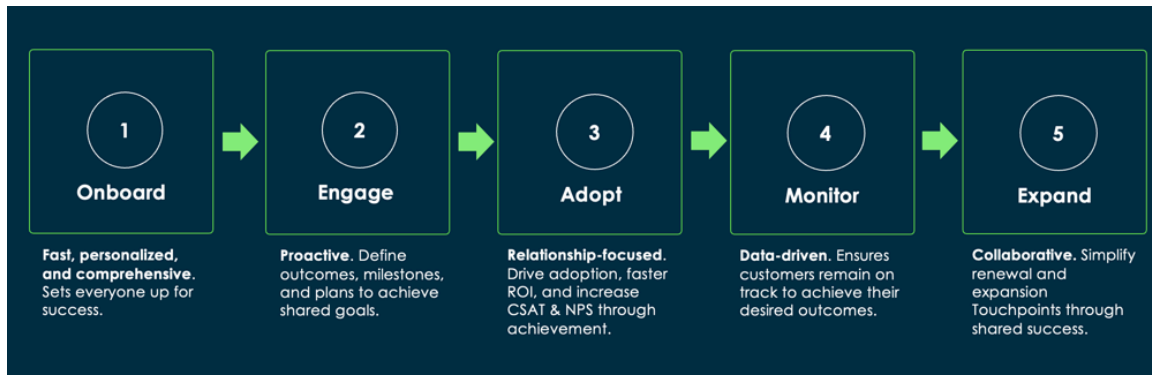 1
Onboard
Fast, personalized,
and comprehensive.
Sets everyone up for
success.
2
Engage
Proactive. Define
outcomes, milestones,
and plans to achieve
shared goals.
3
Adopt
Relationship-focused.
Drive adoption, faster
ROI, and increase
CSAT & NPS through
achievement.
4
Monitor
Data-driven. Ensures
customers remain on
track to achieve their
desired outcomes.
5
Expand
Collaborative. Simplify
renewal and
expansion
Touchpoints through
shared success.